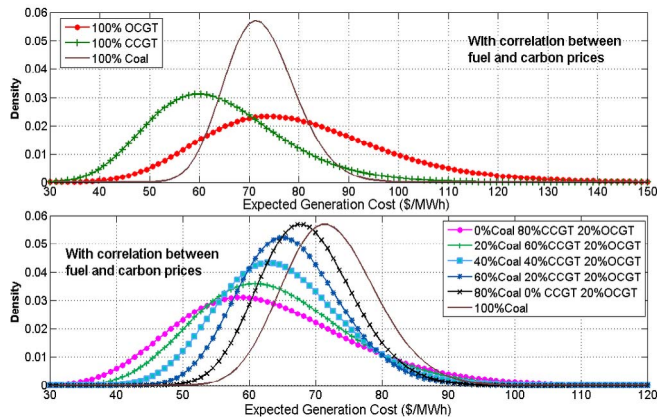 0.06
0.05
0.04
0.03
0.02
0.01
0
Density
100% OCGT
100% CCGT
100% Coal
With correlation between
fuel and carbon prices
30 40 50 60 70 80 90 100 110 120 130 140 150
Expected Generation Cost ($/MWh)
0.06
0.05
0.04
0.03
0.02
0.01
0
Density
With correlation between
fuel and carbon prices
0%Coal 80%CCGT 20%OCGT
20%Coal 60%CCGT 20%OCGT
40%Coal 40%CCGT 20%OCGT
60%Coal 20%CCGT 20%OCGT
80%Coal 0% CCGT 20%OCGT
100%Coal
30 40 50 60 70 80 90 100 110 120
Expected Generation Cost ($/MWh)